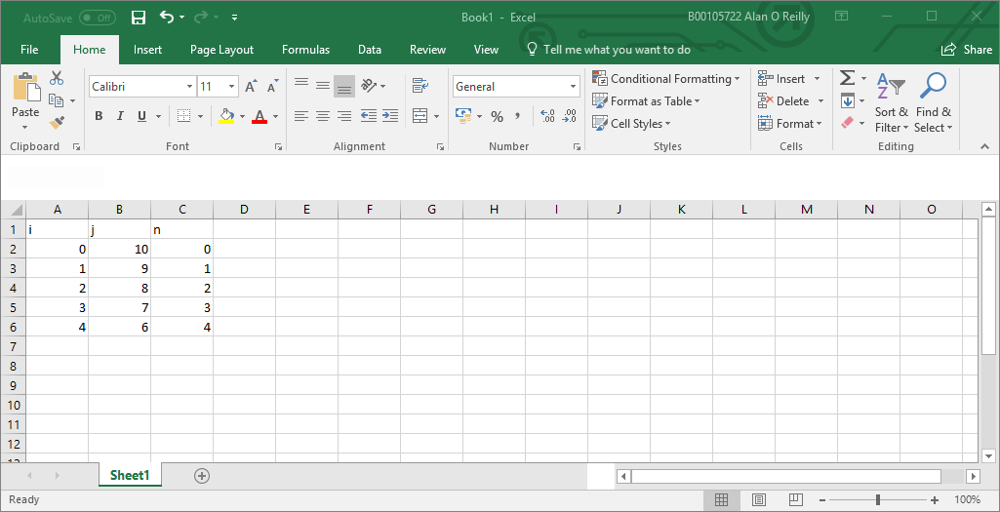 AutoSave Off Book1 - Excel B00105722 Alan O Reilly
File Home Insert Page Layout Formulas Data Review View Tell me what you want to do Share
Calibri 11 General Conditional Formatting Insert
Paste B I U A % , Format as Table Delete Sort & Find &
Cell Styles Format Filter Select
Clipboard Font Alignment Number Styles Cells Editing
A B C D E F G H I J K L M N O
1 i j n
2 0 10 0
3 1 9 1
4 2 8 2
5 3 7 3
6 4 6 4
7
8
9
10
11
12
Sheet1
Ready 100%